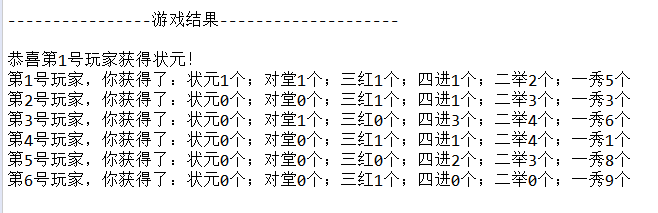 ----------------游戏结果--------------------
恭喜第1号玩家获得状元!
第1号玩家，你获得了：状元1个；对堂1个；三红1个；四进1个；二举2个；一秀5个
第2号玩家，你获得了：状元0个；对堂0个；三红1个；四进1个；二举3个；一秀3个
第3号玩家，你获得了：状元0个；对堂1个；三红0个；四进3个；二举4个；一秀6个
第4号玩家，你获得了：状元0个；对堂0个；三红1个；四进1个；二举4个；一秀1个
第5号玩家，你获得了：状元0个；对堂0个；三红0个；四进2个；二举3个；一秀8个
第6号玩家，你获得了：状元0个；对堂0个；三红1个；四进0个；二举0个；一秀9个